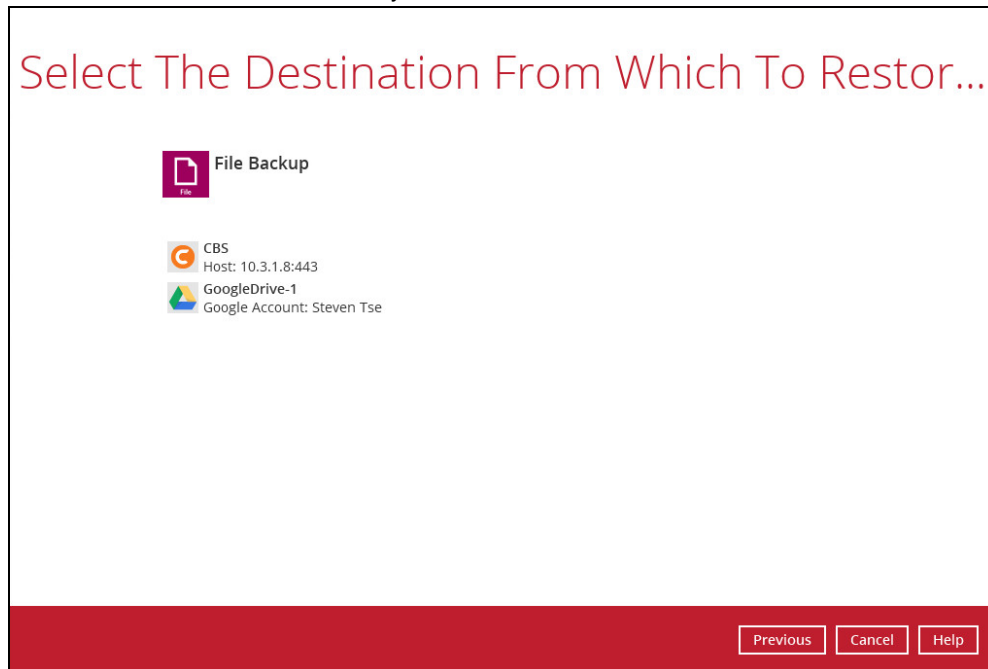 Select The Destination From Which To Restor...
File Backup
File
CBS
Host: 10.3.1.8:443
GoogleDrive-1
Google Account: Steven Tse
Previous Cancel Help